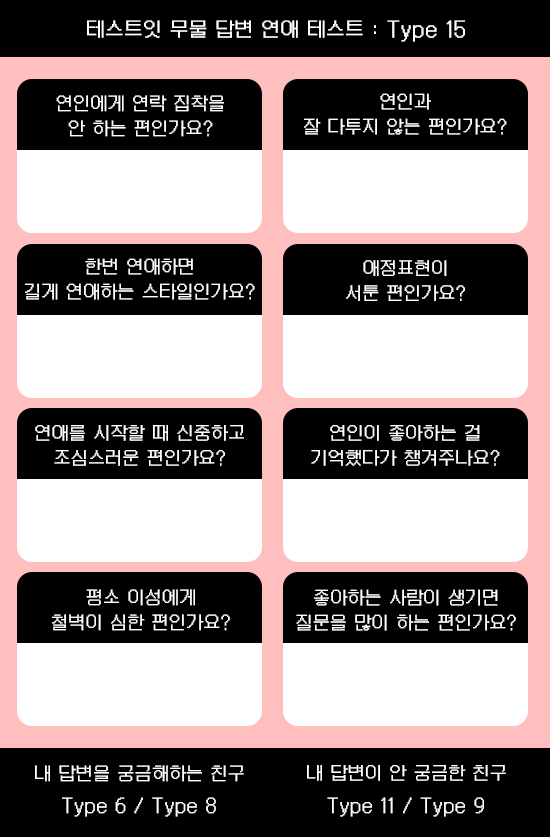 테스트잇 무물 답변 연애 테스트 : Type 15
연인에게 연락 집착을
안 하는 편인가요?
연인과
잘 다투지 않는 편인가요?
한번 연애하면
길게 연애하는 스타일인가요?
애정표현이
서툰 편인가요?
연애를 시작할 때 신중하고
조심스러운 편인가요?
연인이 좋아하는 걸
기억했다가 챙겨주나요?
평소 이성에게
철벽이 심한 편인가요?
좋아하는 사람이 생기면
질문을 많이 하는 편인가요?
내 답변을 궁금해하는 친구
Type 6 / Type 8
내 답변이 안 궁금한 친구
Type 11 / Type 9